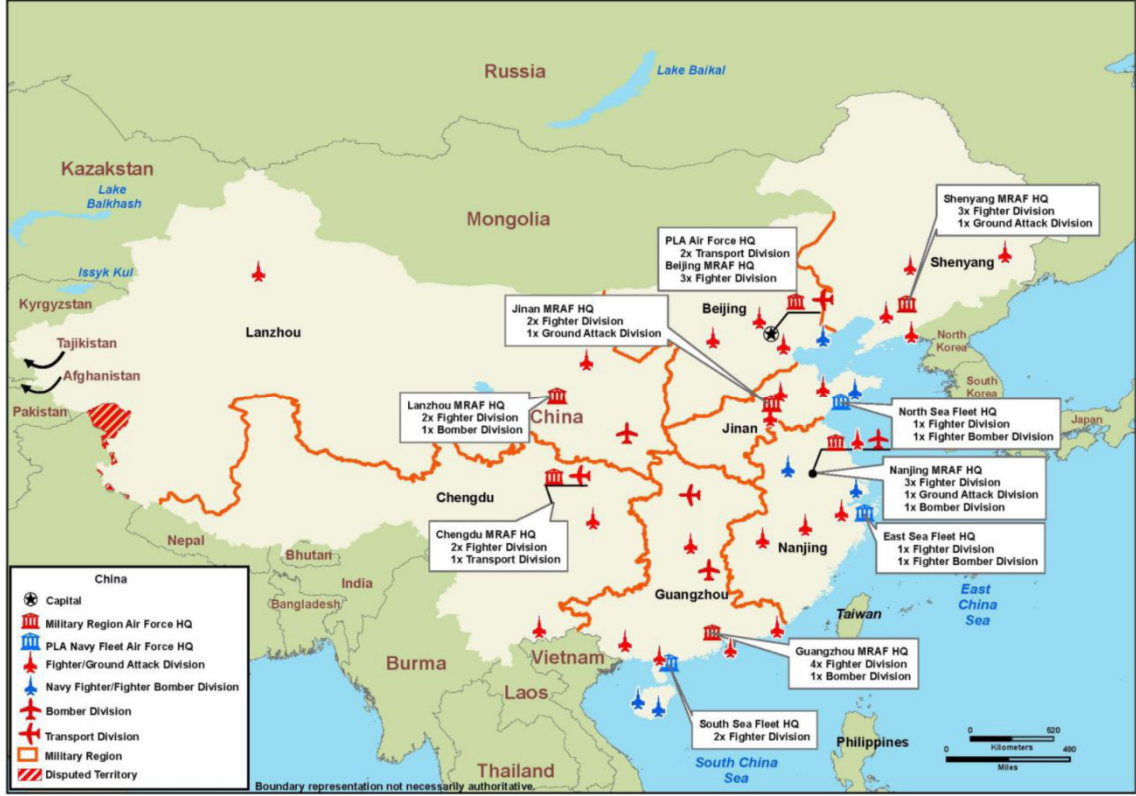 Russia
Lake Baikal
Kazakstan
Lake
Balkhash
Mongolia
Issyk Kul
Kyrgyzstan
Tajikistan
Afghanistan
Pakistan
Lanzhou
Shenyang MRAF HQ
3x Fighter Division
1x Ground Attack Division
Shenyang
PLA Air Force HQ
2x Transport Division
Beijing MRAF HQ
3x Fighter Division
Beijing
Jinan MRAF HQ
2x Fighter Division
1x Ground Attack Division
North
Korea
South
Korea
Japan
Lanzhou MRAF HQ
2x Fighter Division
1x Bomber Division
China
Jinan
North Sea Fleet HQ
1x Fighter Division
1x Fighter Bomber Division
Nanjing MRAF HQ
3x Fighter Division
1x Ground Attack Division
1x Bomber Division
Chengdu
Chengdu MRAF HQ
2x Fighter Division
1x Transport Division
Nanjing
East Sea Fleet HQ
1x Fighter Division
1x Fighter Bomber Division
Nepal
Bhutan
India
Bangladesh
Guangzhou
East
China
Sea
Taiwan
Burma
Vietnam
Laos
Thailand
Guangzhou MRAF HQ
4x Fighter Division
1x Bomber Division
South Sea Fleet HQ
2x Fighter Division
South China
Sea
Philippines
0 520
Kilometers
0 480
Miles
China
Capital
Military Region Air Force HQ
PLA Navy Fleet Air Force HQ
Fighter/Ground Attack Division
Navy Fighter/Fighter Bomber Division
Bomber Division
Transport Division
Military Region
Disputed Territory
Boundary representation not necessarily authoritative.